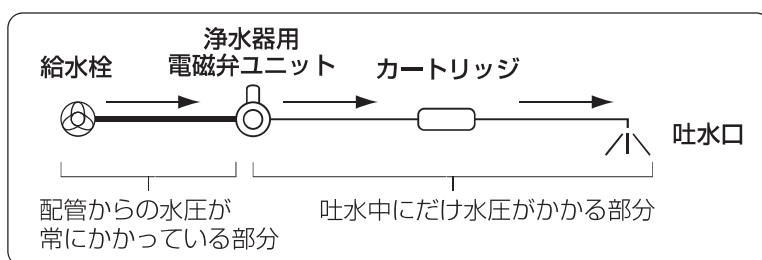 給水栓
浄水器用
電磁弁ユニット
カートリッジ
吐水口
配管からの水圧が
常にかかっている部分
吐水中にだけ水圧がかかる部分